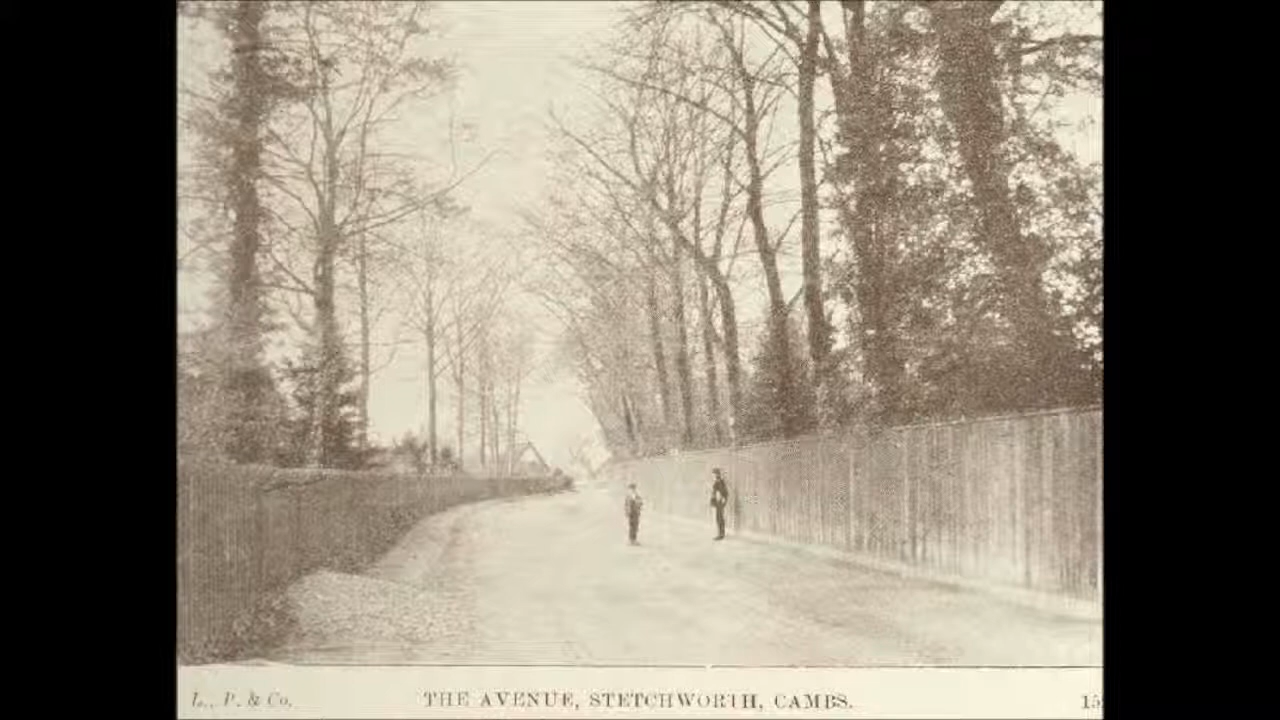 L., P. & Co. THE AVENUE, STETCHWORTH, CAMBS. 15